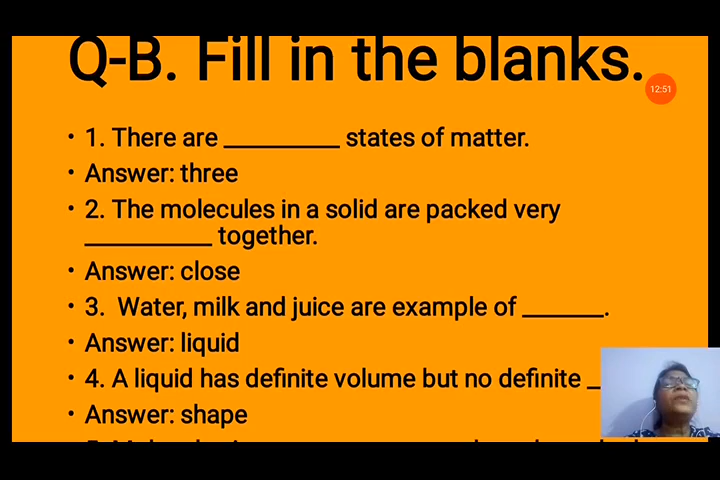 Q-B. Fill in the blanks.
12:51
• 1. There are _________ states of matter.
• Answer: three
• 2. The molecules in a solid are packed very
__________ together.
• Answer: close
• 3.  Water, milk and juice are example of ______.
• Answer: liquid
• 4. A liquid has definite volume but no definite _
• Answer: shape